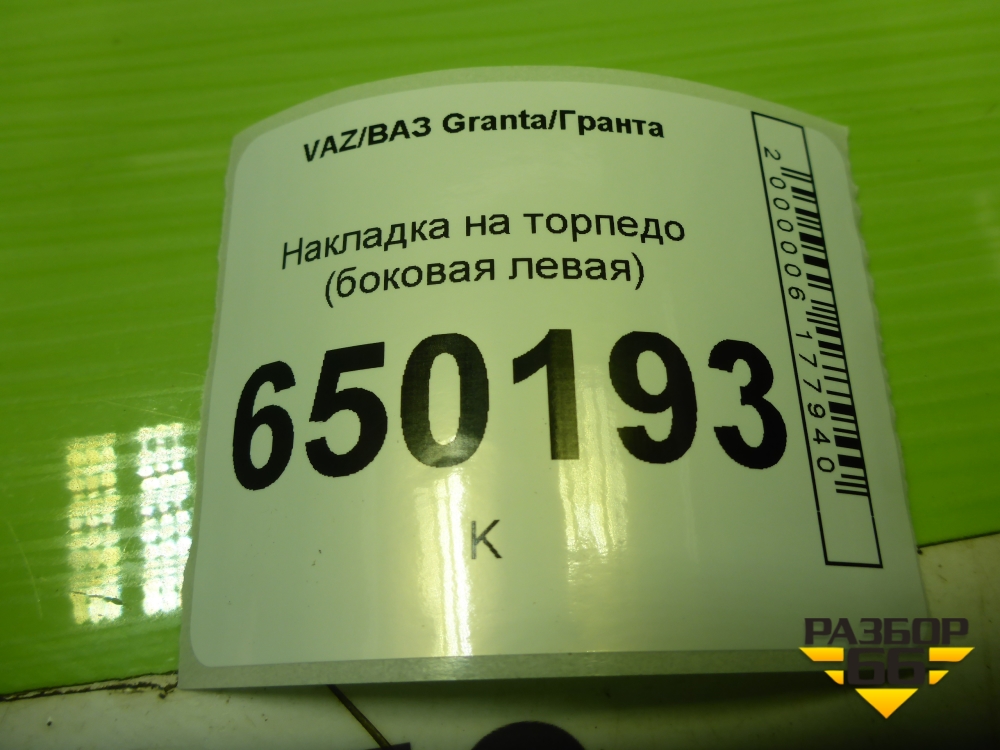 VAZ/ВАЗ Granta/Гранта
Накладка на торпедо
(боковая левая)
650193
К
2000006177940
РАЗБОР
66